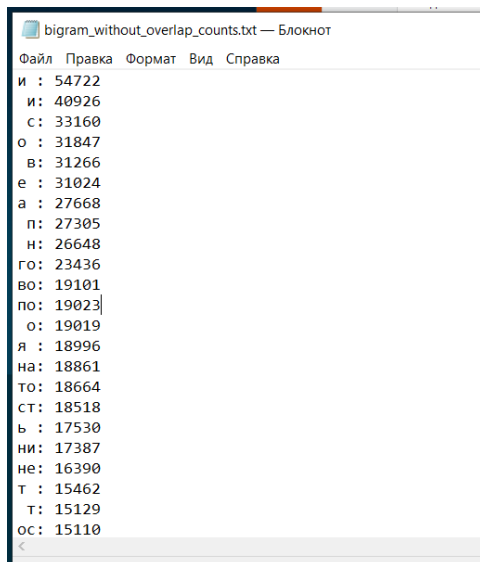 bigram_without_overlap_counts.txt — Блокнот
Файл Правка Формат Вид Справка
и : 54722
 и: 40926
 с: 33160
о : 31847
 в: 31266
е : 31024
а : 27668
 п: 27305
 н: 26648
го: 23436
во: 19101
по: 19023
 о: 19019
я : 18996
на: 18861
то: 18664
ст: 18518
ь : 17530
ни: 17387
не: 16390
т : 15462
 т: 15129
ос: 15110